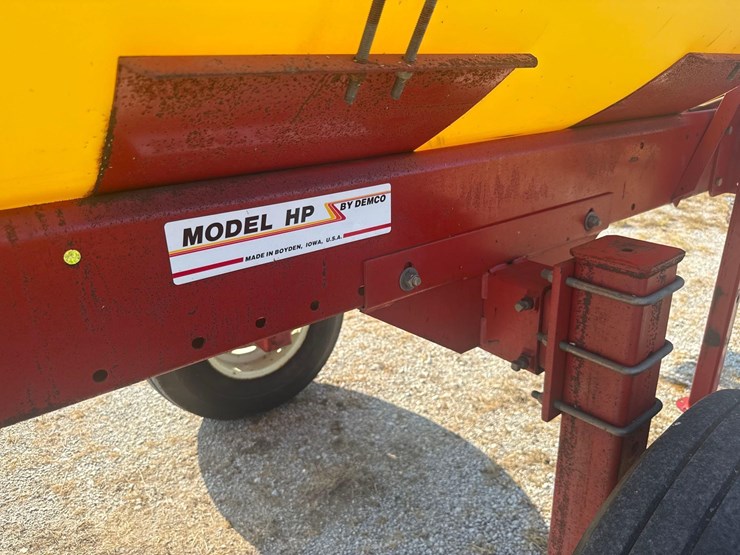 MODEL HP BY DEMCO
MADE IN BOYDEN, IOWA, U.S.A.